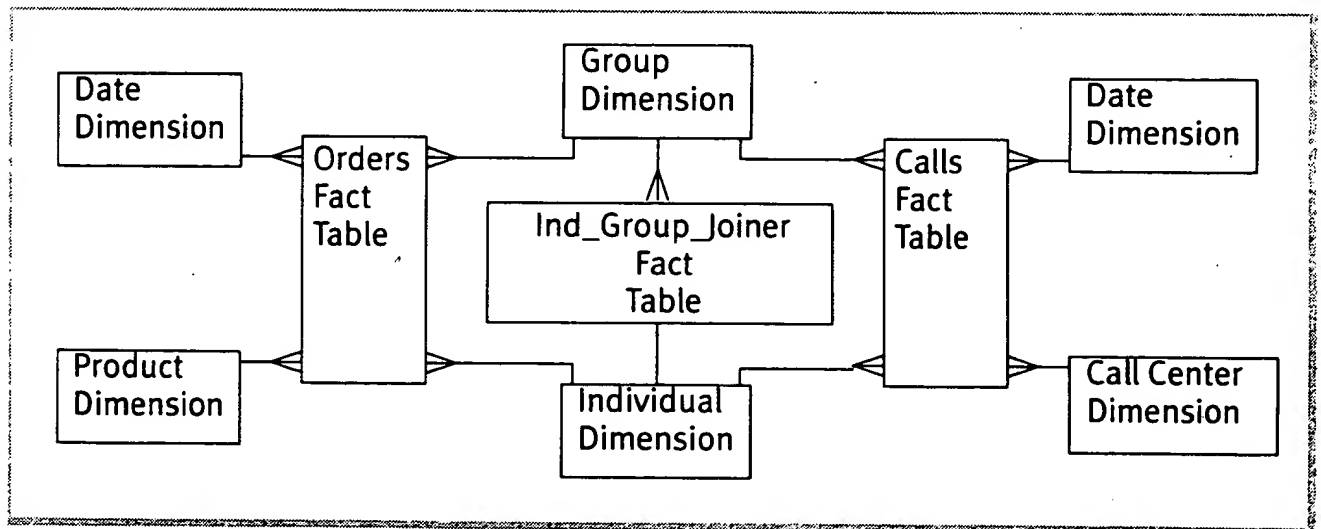 Date
Dimension
Orders
Fact
Table
Product
Dimension
Group
Dimension
Ind_Group_Joiner
Fact
Table
Individual
Dimension
Calls
Fact
Table
Date
Dimension
Call Center
Dimension